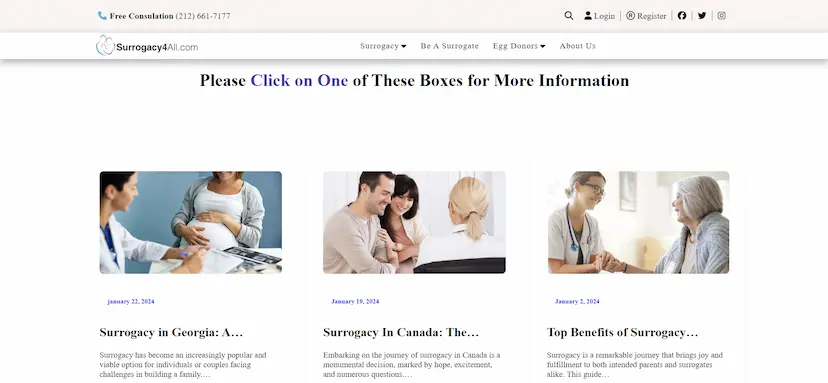 Free Consulation (212) 661-7177
Login | Register
Surrogacy4All.com
Surrogacy Be A Surrogate Egg Donors About Us
Please Click on One of These Boxes for More Information
january 22, 2024
January 19, 2024
January 2, 2024
Surrogacy in Georgia: A…
Surrogacy In Canada: The…
Top Benefits of Surrogacy…
Surrogacy has become an increasingly popular and
viable option for individuals or couples facing
challenges in building a family.…
Embarking on the journey of surrogacy in Canada is a
monumental decision, marked by hope, excitement,
and numerous questions.…
Surrogacy is a remarkable journey that brings joy and
fulfillment to both intended parents and surrogates
alike. This guide…